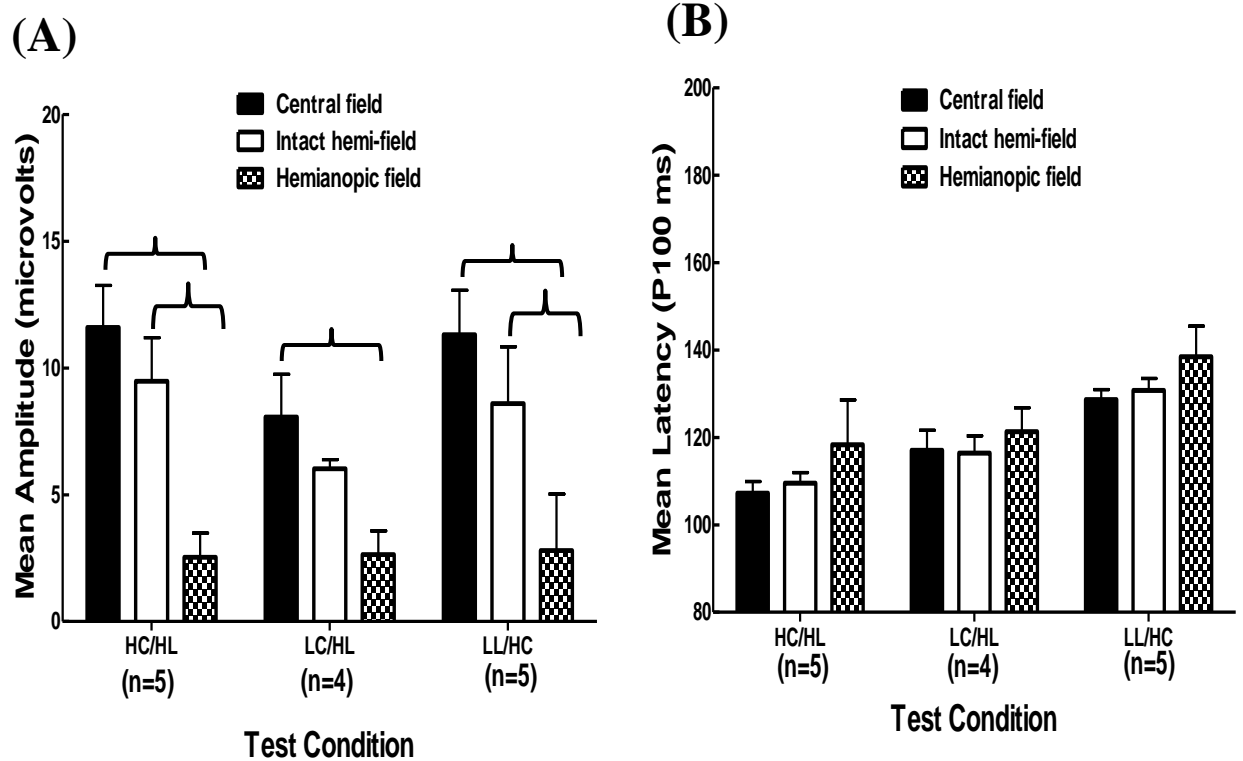 (A)
Central field
Intact hemi-field
Hemianopic field
Mean Amplitude (microvolts)
20
15
10
5
0
HC/HL
(n=5)
LC/HL
(n=4)
LL/HC
(n=5)
Test Condition
(B)
Central field
Intact hemi-field
Hemianopic field
Mean Latency (P100 ms)
200
180
160
140
120
100
80
HC/HL
(n=5)
LC/HL
(n=4)
LL/HC
(n=5)
Test Condition